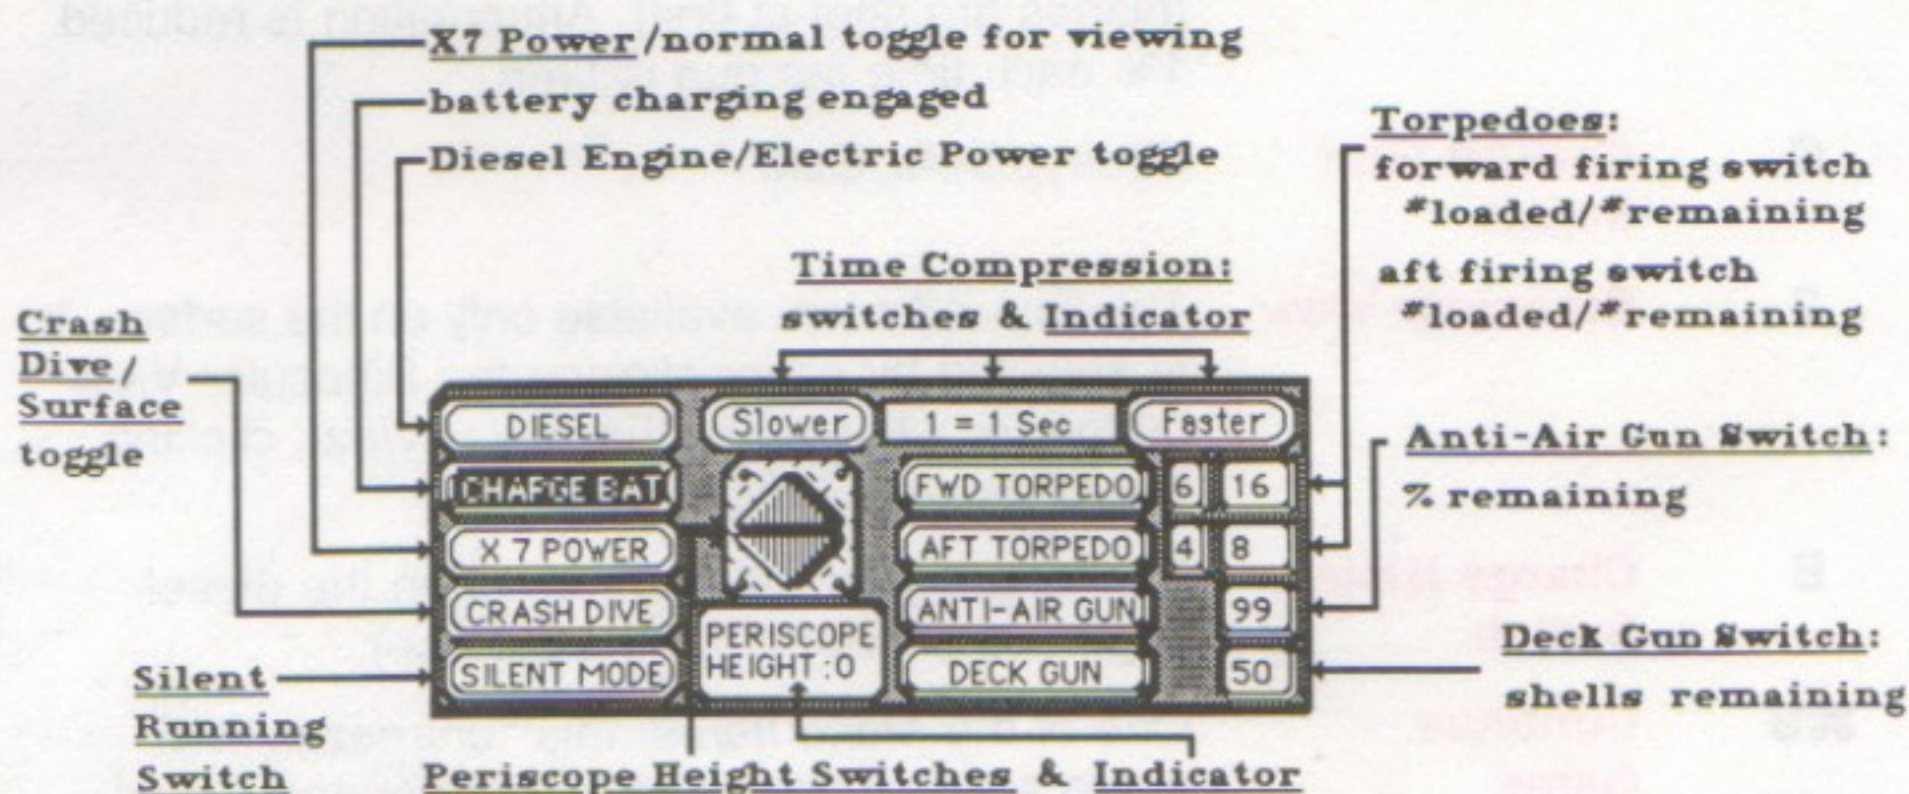 X7 Power/normal toggle for viewing
battery charging engaged
Diesel Engine/Electric Power toggle
Torpedoes:
forward firing switch
#loaded/#remaining
aft firing switch
#loaded/#remaining
Time Compression:
switches & Indicator
Crash
Dive/
Surface
toggle
Anti-Air Gun Switch:
% remaining
Deck Gun Switch:
shells remaining
Silent
Running
Switch
Periscope Height Switches & Indicator
DIESEL
CHARGE BAT
X 7 POWER
CRASH DIVE
SILENT MODE
Slower
1 = 1 Sec
Faster
PERISCOPE
HEIGHT :0
FWD TORPEDO 6 16
AFT TORPEDO 4 8
ANTI-AIR GUN 99
DECK GUN 50
available only on the